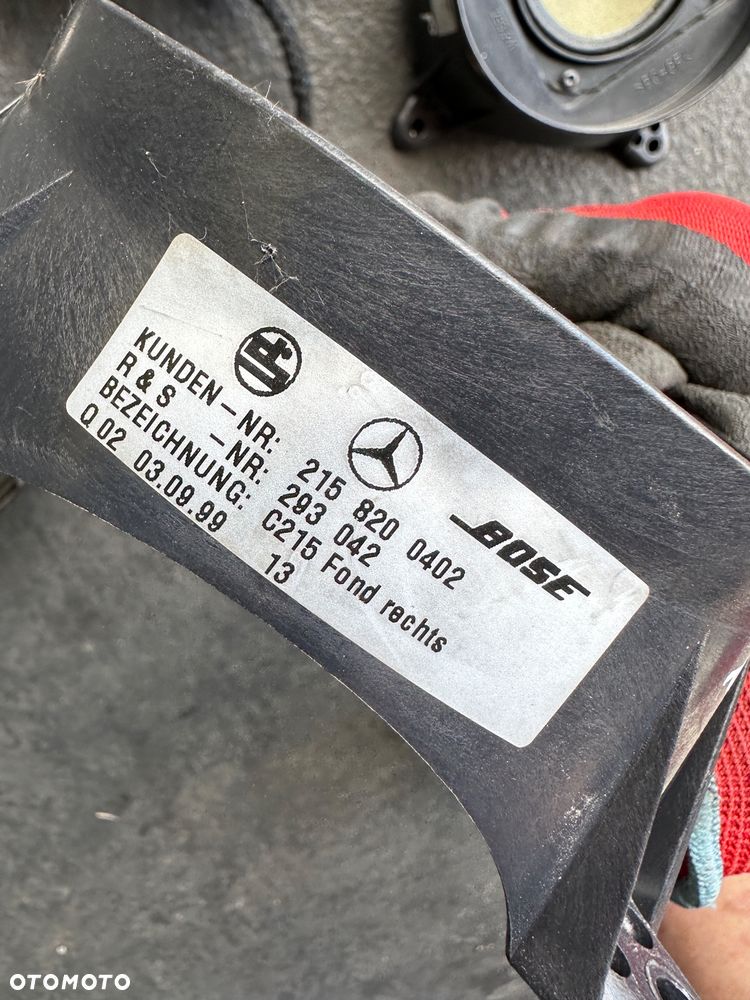 KUNDEN-NR: 215 820 0402
R & S -NR: 293 042
BEZEICHNUNG: C215 Fond rechts
Q 02 03.09.99 13
BOSE
OTOMOTO